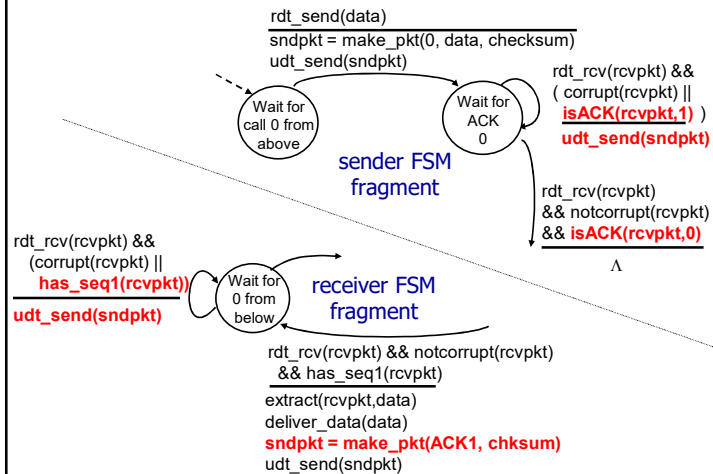 rdt_send(data)
sndpkt = make_pkt(0, data, checksum)
udt_send(sndpkt)
Wait for
call 0 from
above
Wait for
ACK
0
rdt_rcv(rcvpkt) &&
( corrupt(rcvpkt) ||
isACK(rcvpkt,1) )
udt_send(sndpkt)
sender FSM
fragment
rdt_rcv(rcvpkt)
&& notcorrupt(rcvpkt)
&& isACK(rcvpkt,0)
Λ
rdt_rcv(rcvpkt) &&
(corrupt(rcvpkt) ||
has_seq1(rcvpkt))
udt_send(sndpkt)
Wait for
0 from
below
receiver FSM
fragment
rdt_rcv(rcvpkt) && notcorrupt(rcvpkt)
&& has_seq1(rcvpkt)
extract(rcvpkt,data)
deliver_data(data)
sndpkt = make_pkt(ACK1, chksum)
udt_send(sndpkt)